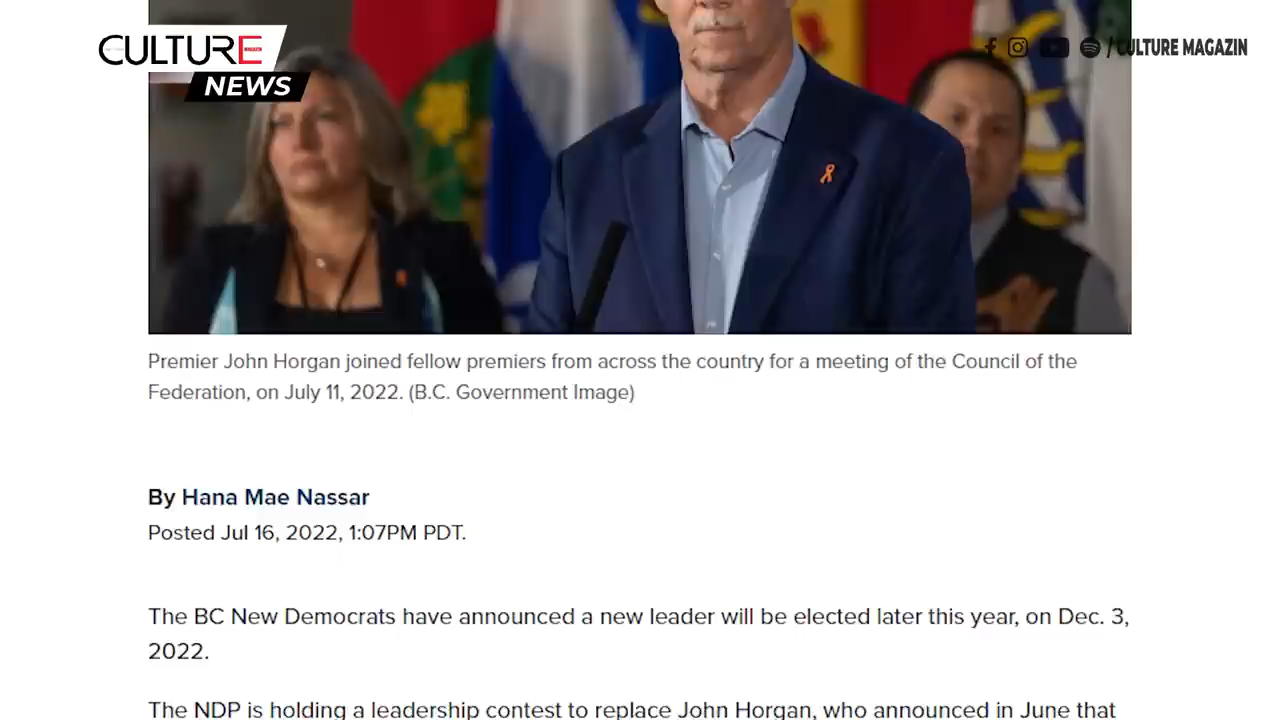 CULTURE
NEWS
/ CULTURE MAGAZIN
Premier John Horgan joined fellow premiers from across the country for a meeting of the Council of the
Federation, on July 11, 2022. (B.C. Government Image)
By Hana Mae Nassar
Posted Jul 16, 2022, 1:07PM PDT.
The BC New Democrats have announced a new leader will be elected later this year, on Dec. 3,
2022.
The NDP is holding a leadership contest to replace John Horgan, who announced in June that